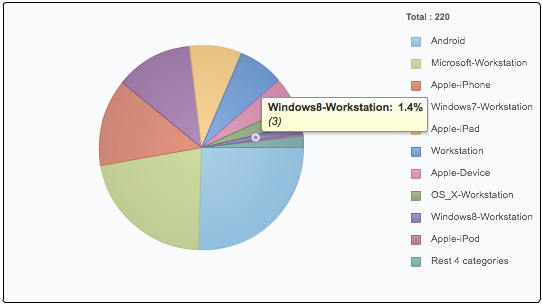 Total : 220
Android
Microsoft-Workstation
Apple-iPhone
Windows7-Workstation
Apple-iPad
Workstation
Apple-Device
OS_X-Workstation
Windows8-Workstation
Apple-iPod
Rest 4 categories
Windows8-Workstation: 1.4%
(3)